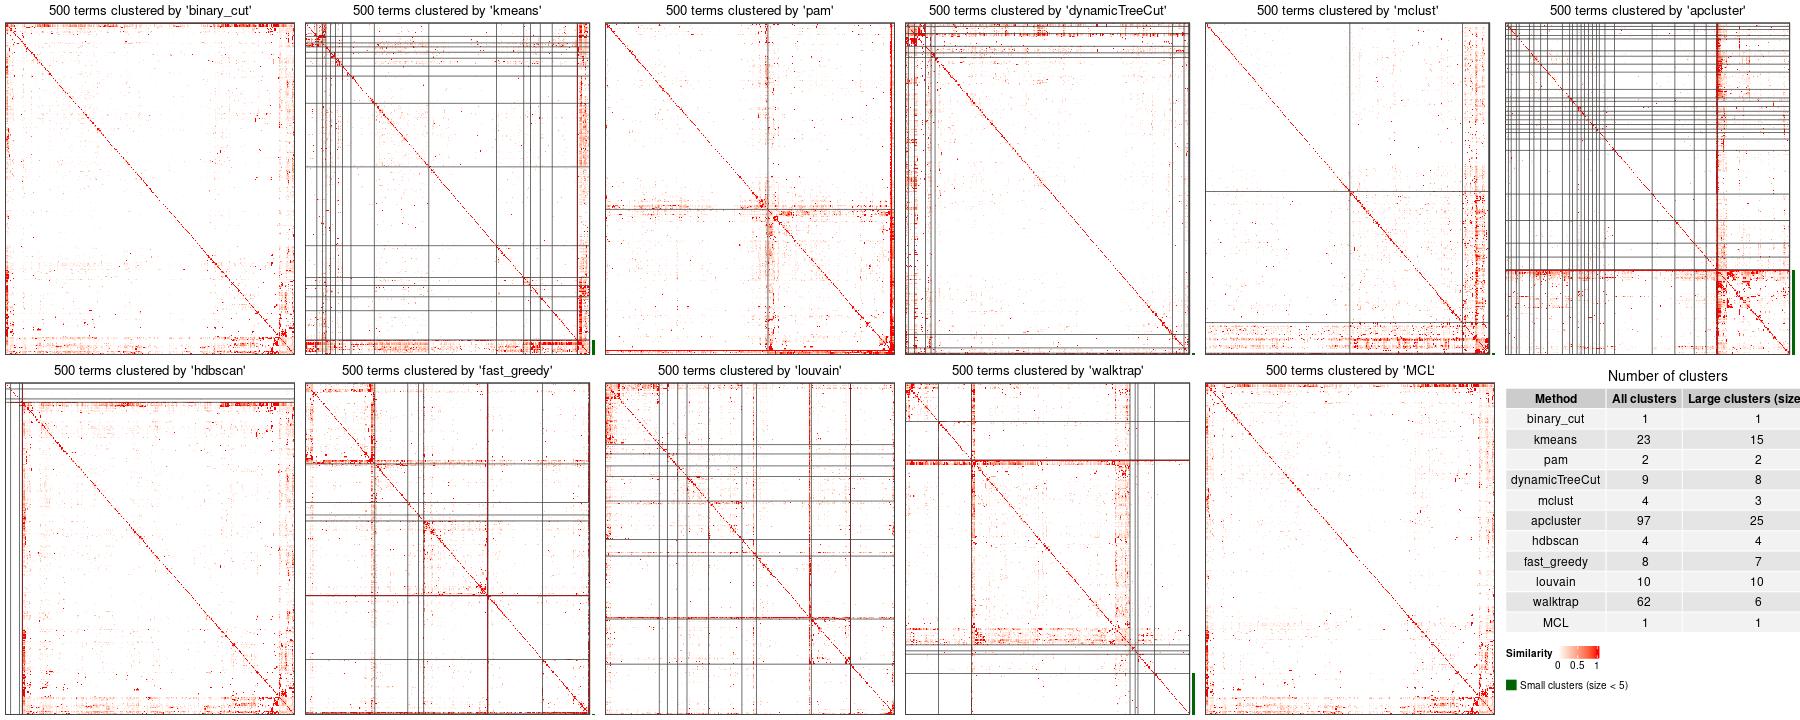 500 terms clustered by 'binary_cut'
500 terms clustered by 'kmeans'
500 terms clustered by 'pam'
500 terms clustered by 'dynamicTreeCut'
500 terms clustered by 'mclust'
500 terms clustered by 'apcluster'
500 terms clustered by 'hdbscan'
500 terms clustered by 'fast_greedy'
500 terms clustered by 'louvain'
500 terms clustered by 'walktrap'
500 terms clustered by 'MCL'
Number of clusters
Method All clusters Large clusters (size
binary_cut 1 1
kmeans 23 15
pam 2 2
dynamicTreeCut 9 8
mclust 4 3
apcluster 97 25
hdbscan 4 4
fast_greedy 8 7
louvain 10 10
walktrap 62 6
MCL 1 1
Similarity
0 0.5 1
Small clusters (size < 5)